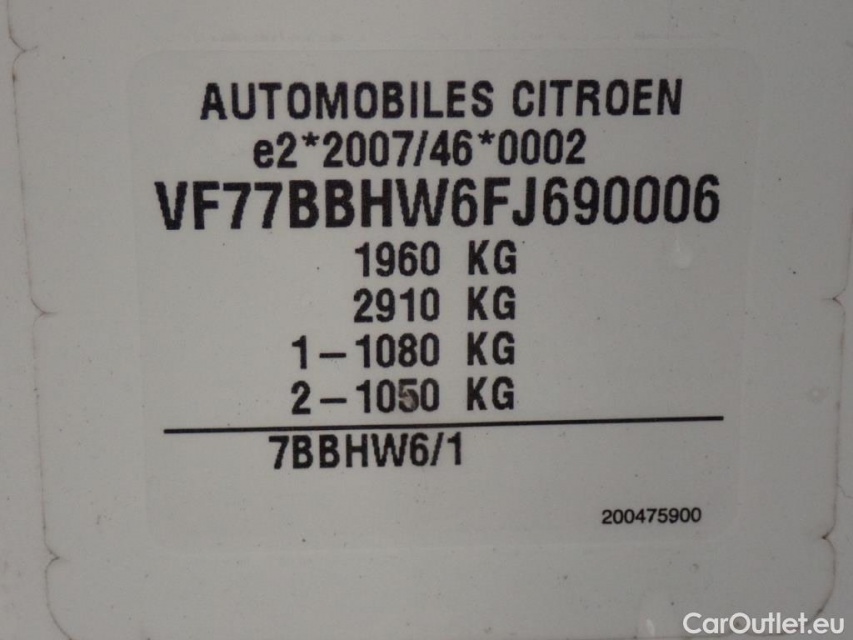 AUTOMOBILES CITROEN
e2*2007/46*0002
VF77BBHW6FJ690006
1960 KG
2910 KG
1-1080 KG
2-1050 KG
7BBHW6/1
200475900
CarOutlet.eu